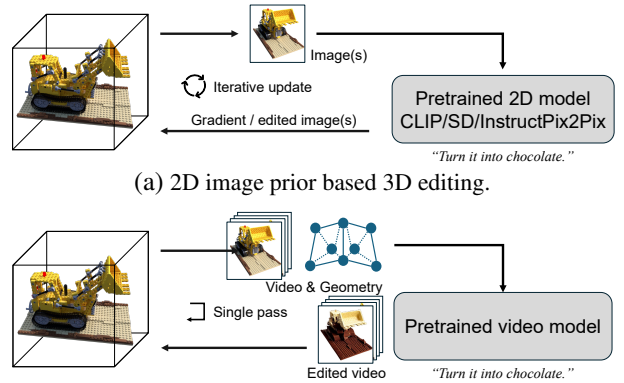 Image(s)
Iterative update
Gradient / edited image(s)
Pretrained 2D model
CLIP/SD/InstructPix2Pix
“Turn it into chocolate.”
(a) 2D image prior based 3D editing.
Video & Geometry
Single pass
Pretrained video model
Edited video
“Turn it into chocolate.”